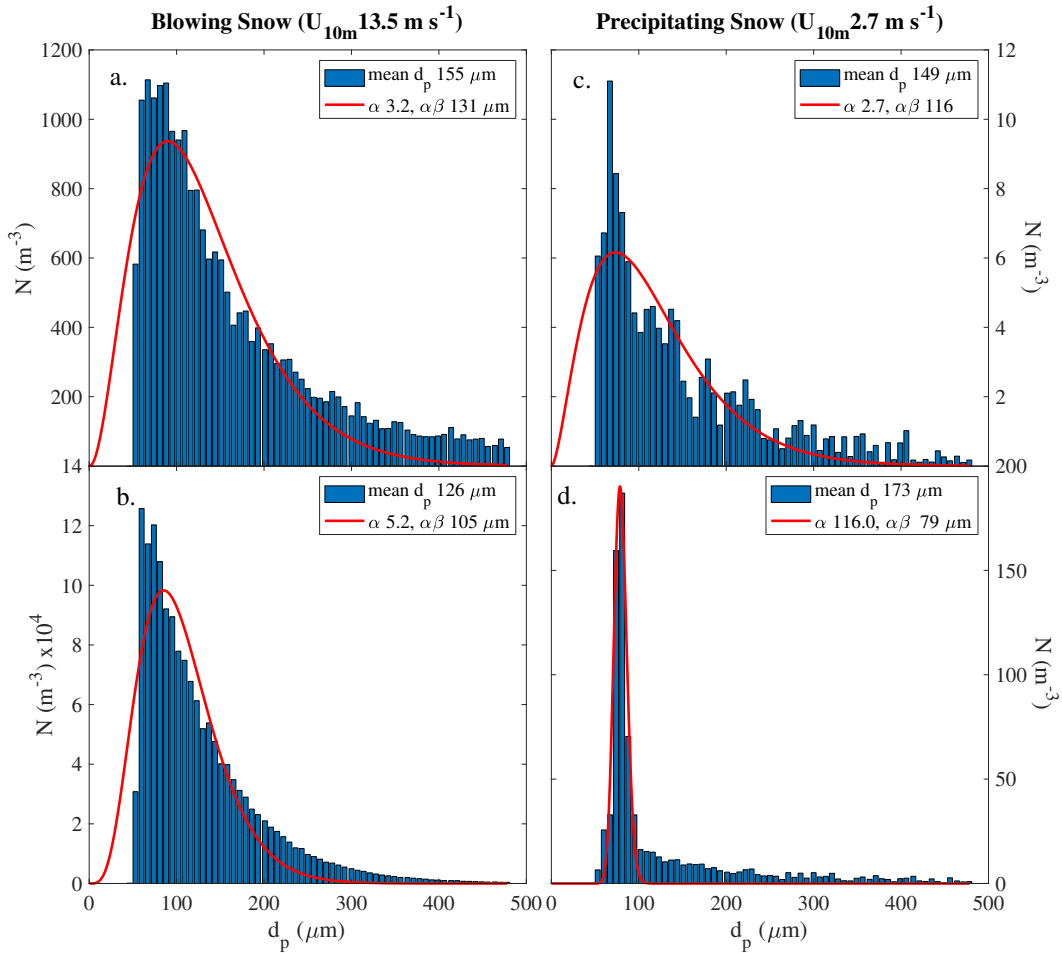 Blowing Snow (U10m13.5 m s-1)
Precipitating Snow (U10m2.7 m s-1)
a.
mean dp 155 μm
α 3.2, αβ 131 μm
1200
1000
800
600
400
200
14
N (m-3)
c.
mean dp 149 μm
α 2.7, αβ 116
12
10
8
6
4
2
200
N (m-3)
b.
mean dp 126 μm
α 5.2, αβ 105 μm
12
10
8
6
4
2
0
N (m-3) x104
0 100 200 300 400 500
dp (μm)
d.
mean dp 173 μm
α 116.0, αβ 79 μm
150
100
50
0
N (m-3)
0 100 200 300 400 500
dp (μm)